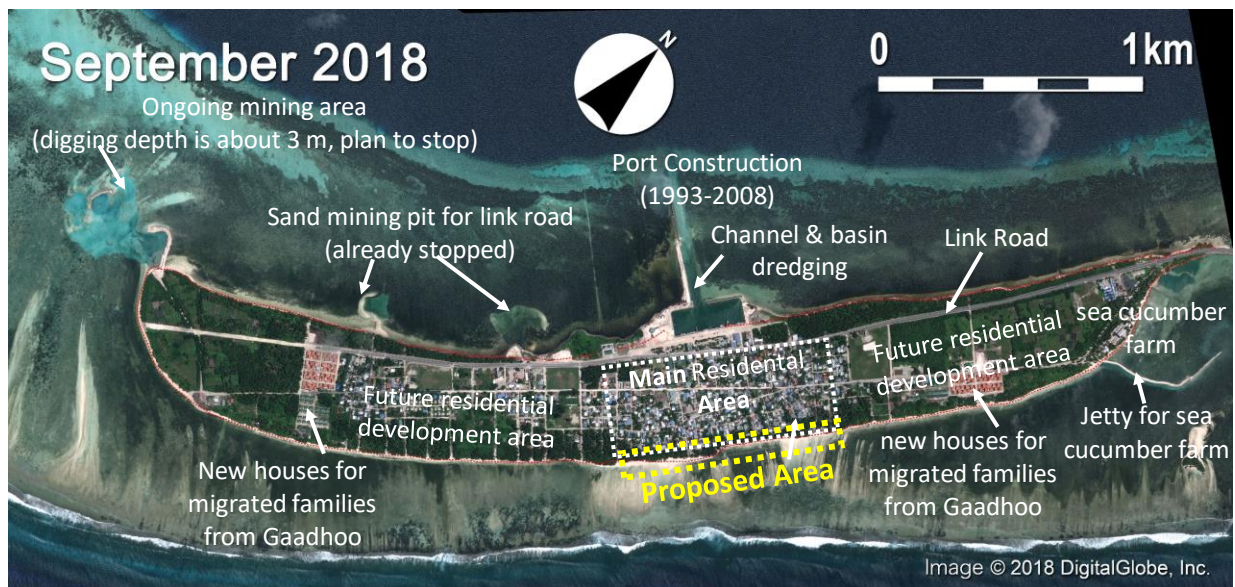 September 2018
N
0
1km
Ongoing mining area
(digging depth is about 3 m, plan to stop)
Port Construction
(1993-2008)
Sand mining pit for link road
(already stopped)
Channel & basin
dredging
Link Road
sea cucumber
farm
Future residential
development area
Main Residental
Area
Future residential
development area
Jetty for sea
cucumber farm
New houses for
migrated families
from Gaadhoo
Proposed Area
new houses for
migrated families
from Gaadhoo
Image © 2018 DigitalGlobe, Inc.